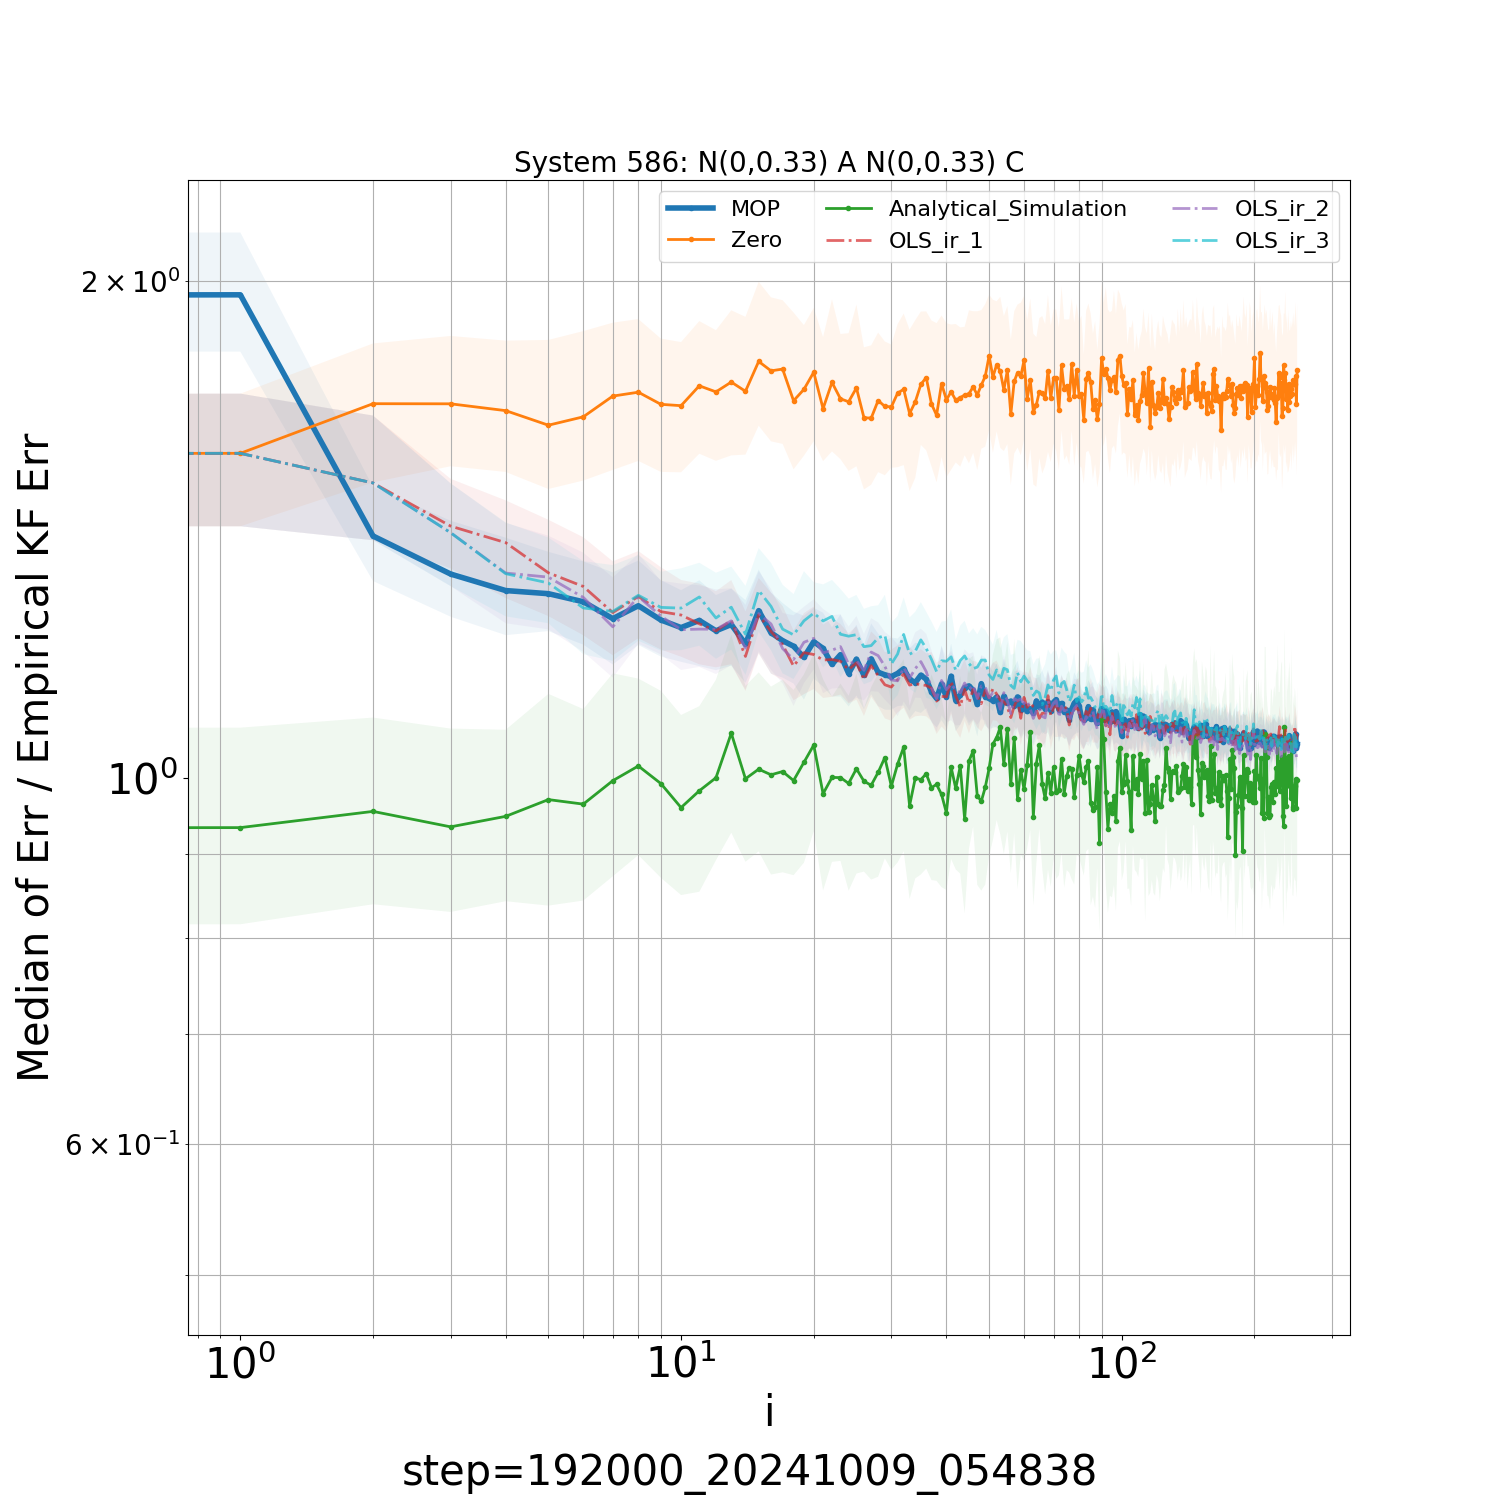 System 586: N(0,0.33) A N(0,0.33) C
MOP
Zero
Analytical_Simulation
OLS_ir_1
OLS_ir_2
OLS_ir_3
Median of Err / Empirical KF Err
2 × 10⁰
10⁰
6 × 10⁻¹
10⁰
10¹
10²
i
step=192000_20241009_054838